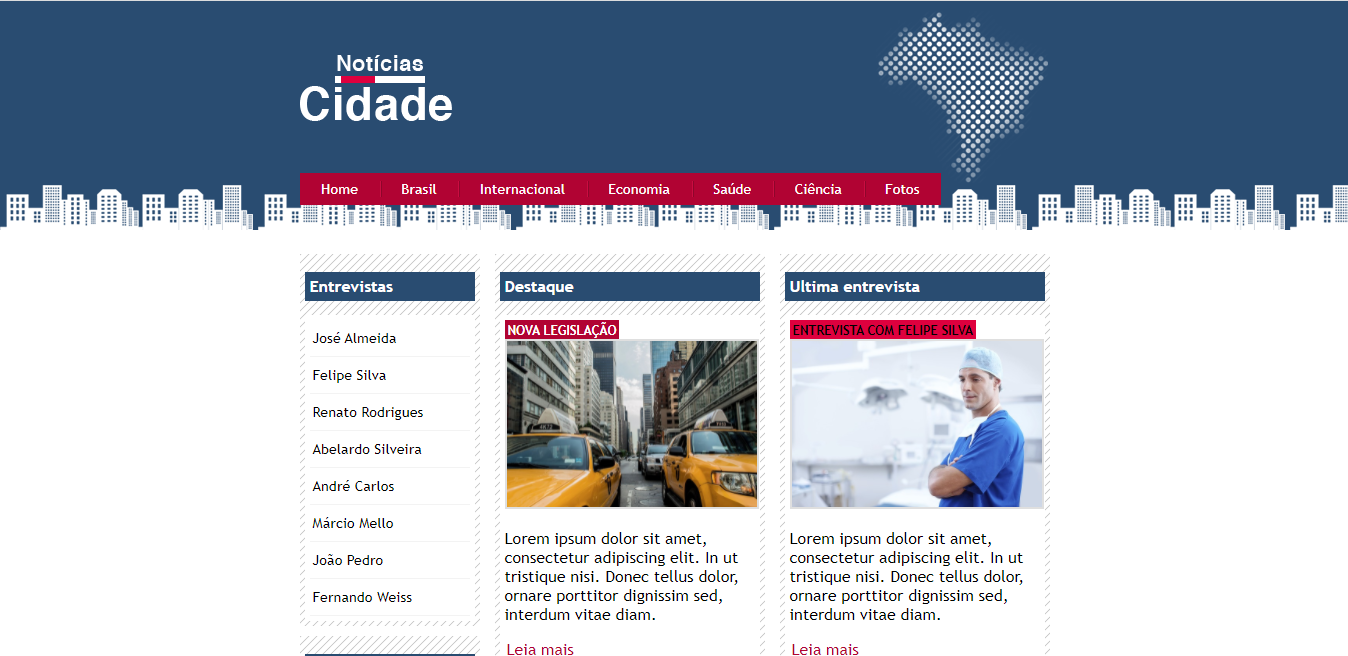 Notícias
Cidade
Home Brasil Internacional Economia Saúde Ciência Fotos
Entrevistas
José Almeida
Felipe Silva
Renato Rodrigues
Abelardo Silveira
André Carlos
Márcio Mello
João Pedro
Fernando Weiss
Destaque
NOVA LEGISLAÇÃO
Lorem ipsum dolor sit amet,
consectetur adipiscing elit. In ut
tristique nisi. Donec tellus dolor,
ornare porttitor dignissim sed,
interdum vitae diam.
Leia mais
Ultima entrevista
ENTREVISTA COM FELIPE SILVA
Lorem ipsum dolor sit amet,
consectetur adipiscing elit. In ut
tristique nisi. Donec tellus dolor,
ornare porttitor dignissim sed,
interdum vitae diam.
Leia mais